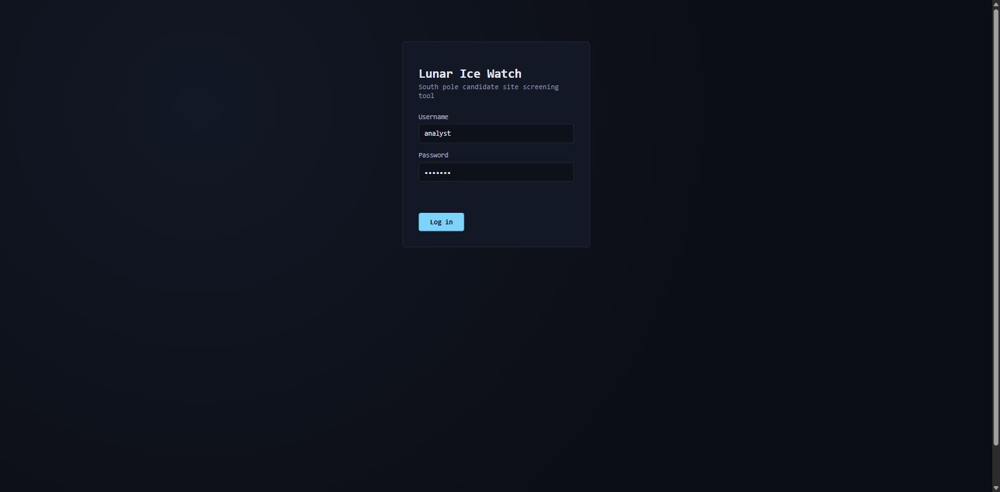 Lunar Ice Watch
South pole candidate site screening
tool
Username
analyst
Password
•••••••
Log in